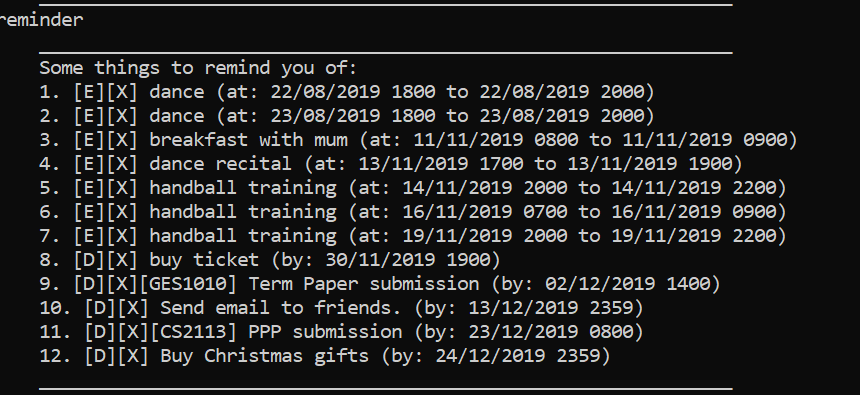 reminder
Some things to remind you of:
1. [E][X] dance (at: 22/08/2019 1800 to 22/08/2019 2000)
2. [E][X] dance (at: 23/08/2019 1800 to 23/08/2019 2000)
3. [E][X] breakfast with mum (at: 11/11/2019 0800 to 11/11/2019 0900)
4. [E][X] dance recital (at: 13/11/2019 1700 to 13/11/2019 1900)
5. [E][X] handball training (at: 14/11/2019 2000 to 14/11/2019 2200)
6. [E][X] handball training (at: 16/11/2019 0700 to 16/11/2019 0900)
7. [E][X] handball training (at: 19/11/2019 2000 to 19/11/2019 2200)
8. [D][X] buy ticket (by: 30/11/2019 1900)
9. [D][X][GES1010] Term Paper submission (by: 02/12/2019 1400)
10. [D][X] Send email to friends. (by: 13/12/2019 2359)
11. [D][X][CS2113] PPP submission (by: 23/12/2019 0800)
12. [D][X] Buy Christmas gifts (by: 24/12/2019 2359)